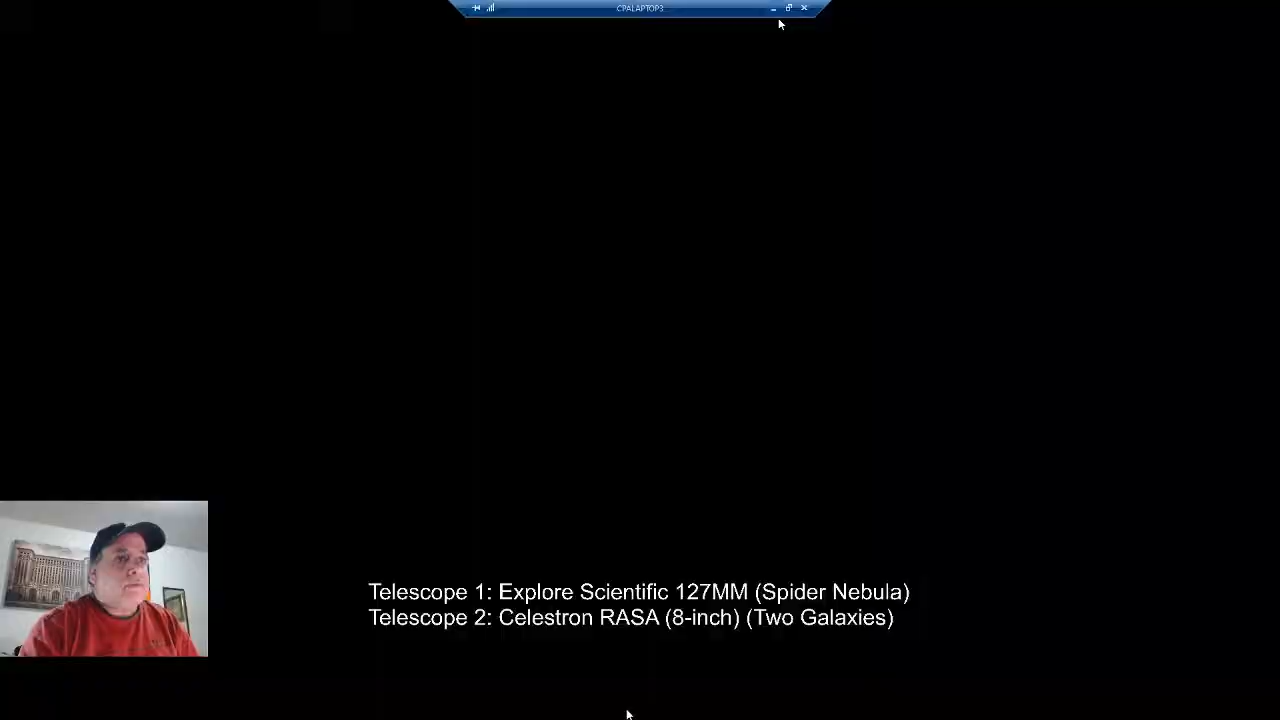 CPALAPTOP3
Telescope 1: Explore Scientific 127MM (Spider Nebula)
Telescope 2: Celestron RASA (8-inch) (Two Galaxies)